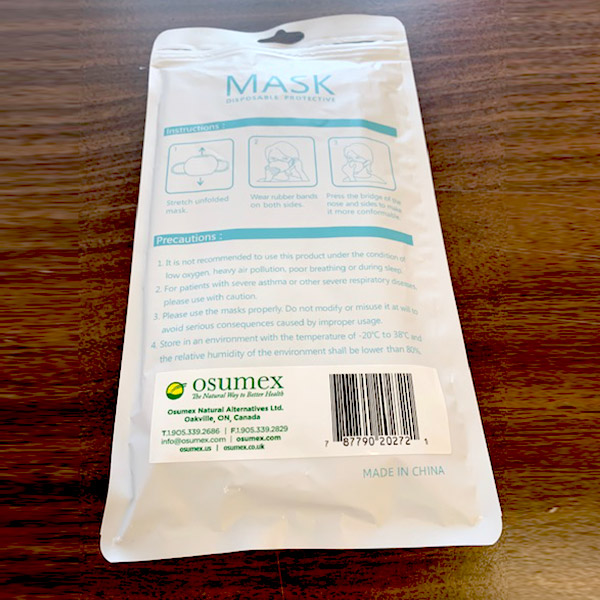 MASK
DISPOSABLE PROTECTIVE
Instructions :
1
2
3
Stretch unfolded
mask.
Wear rubber bands
on both sides.
Press the bridge of the
nose and sides to make
it more comfortable.
Precautions :
1. It is not recommended to use this product under the condition of
low oxygen, heavy air pollution, poor breathing or during sleep.
2. For patients with severe asthma or other severe respiratory disorders,
please use with caution.
3. Please use the masks properly. Do not modify or misuse it as will to
avoid serious consequences caused by improper usage.
4. Store in an environment with the temperature of -20°C to 38°C and
the relative humidity of the environment shall be lower than 80%.
osumex
The Natural Way to Better Health
Osumex Natural Alternatives Ltd.
Oakville, ON, Canada
T.1.905.339.2686 | F.1.905.339.2829
info@osumex.com | osumex.com
osumex.us | osumex.co.uk
7 87790 20272 1
MADE IN CHINA